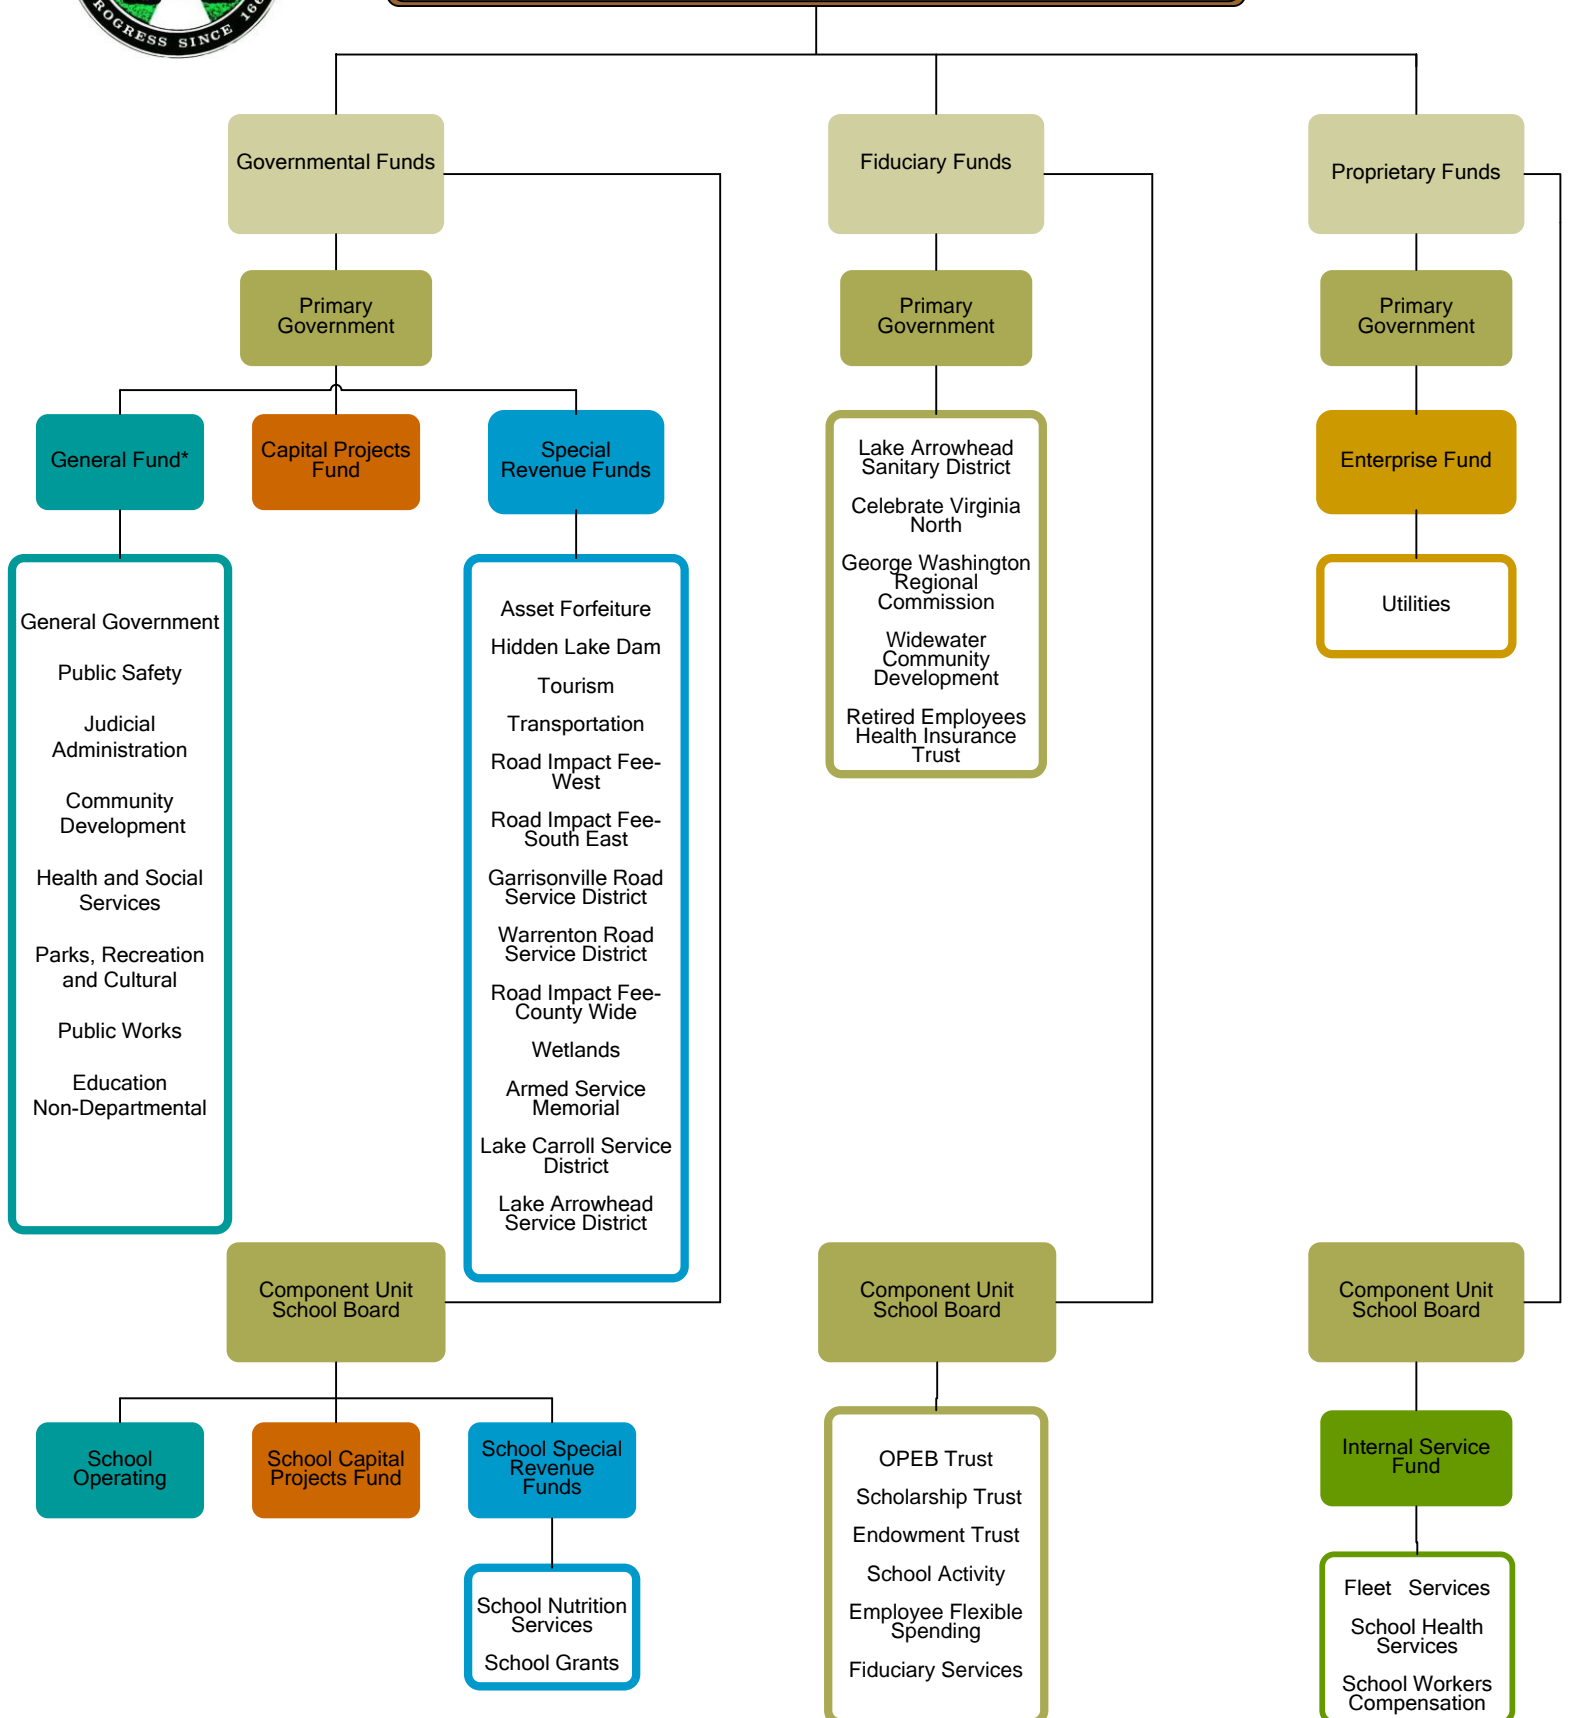 PROGRESS SINCE
Governmental Funds
Fiduciary Funds
Proprietary Funds
Primary
Government
Primary
Government
Primary
Government
General Fund*
Capital Projects
Fund
Special
Revenue Funds
Lake Arrowhead
Sanitary District
Celebrate Virginia
North
George Washington
Regional
Commission
Widewater
Community
Development
Retired Employees
Health Insurance
Trust
Enterprise Fund
Utilities
General Government
Public Safety
Judicial
Administration
Community
Development
Health and Social
Services
Parks, Recreation
and Cultural
Public Works
Education
Non-Departmental
Asset Forfeiture
Hidden Lake Dam
Tourism
Transportation
Road Impact Fee-
West
Road Impact Fee-
South East
Garrisonville Road
Service District
Warrenton Road
Service District
Road Impact Fee-
County Wide
Wetlands
Armed Service
Memorial
Lake Carroll Service
District
Lake Arrowhead
Service District
Component Unit
School Board
Component Unit
School Board
Component Unit
School Board
School
Operating
School Capital
Projects Fund
School Special
Revenue
Funds
School Nutrition
Services
School Grants
OPEB Trust
Scholarship Trust
Endowment Trust
School Activity
Employee Flexible
Spending
Fiduciary Services
Internal Service
Fund
Fleet Services
School Health
Services
School Workers
Compensation